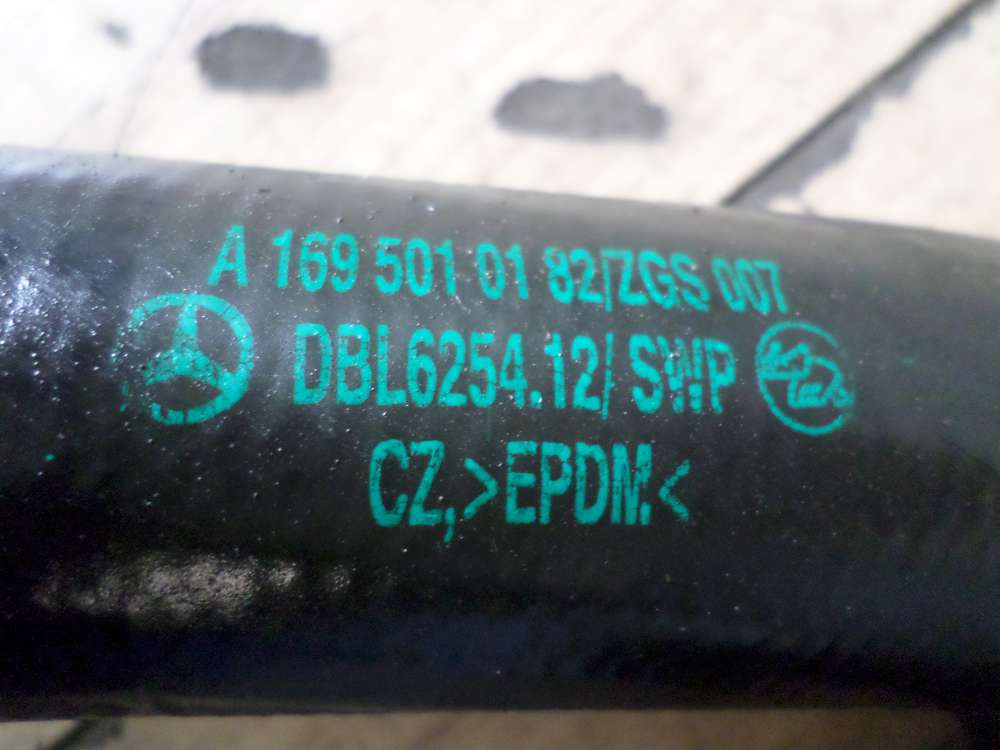 A 169 501 01 82/ZGS 007
DBL6254.12/ SWP
CZ,>EPDM.<